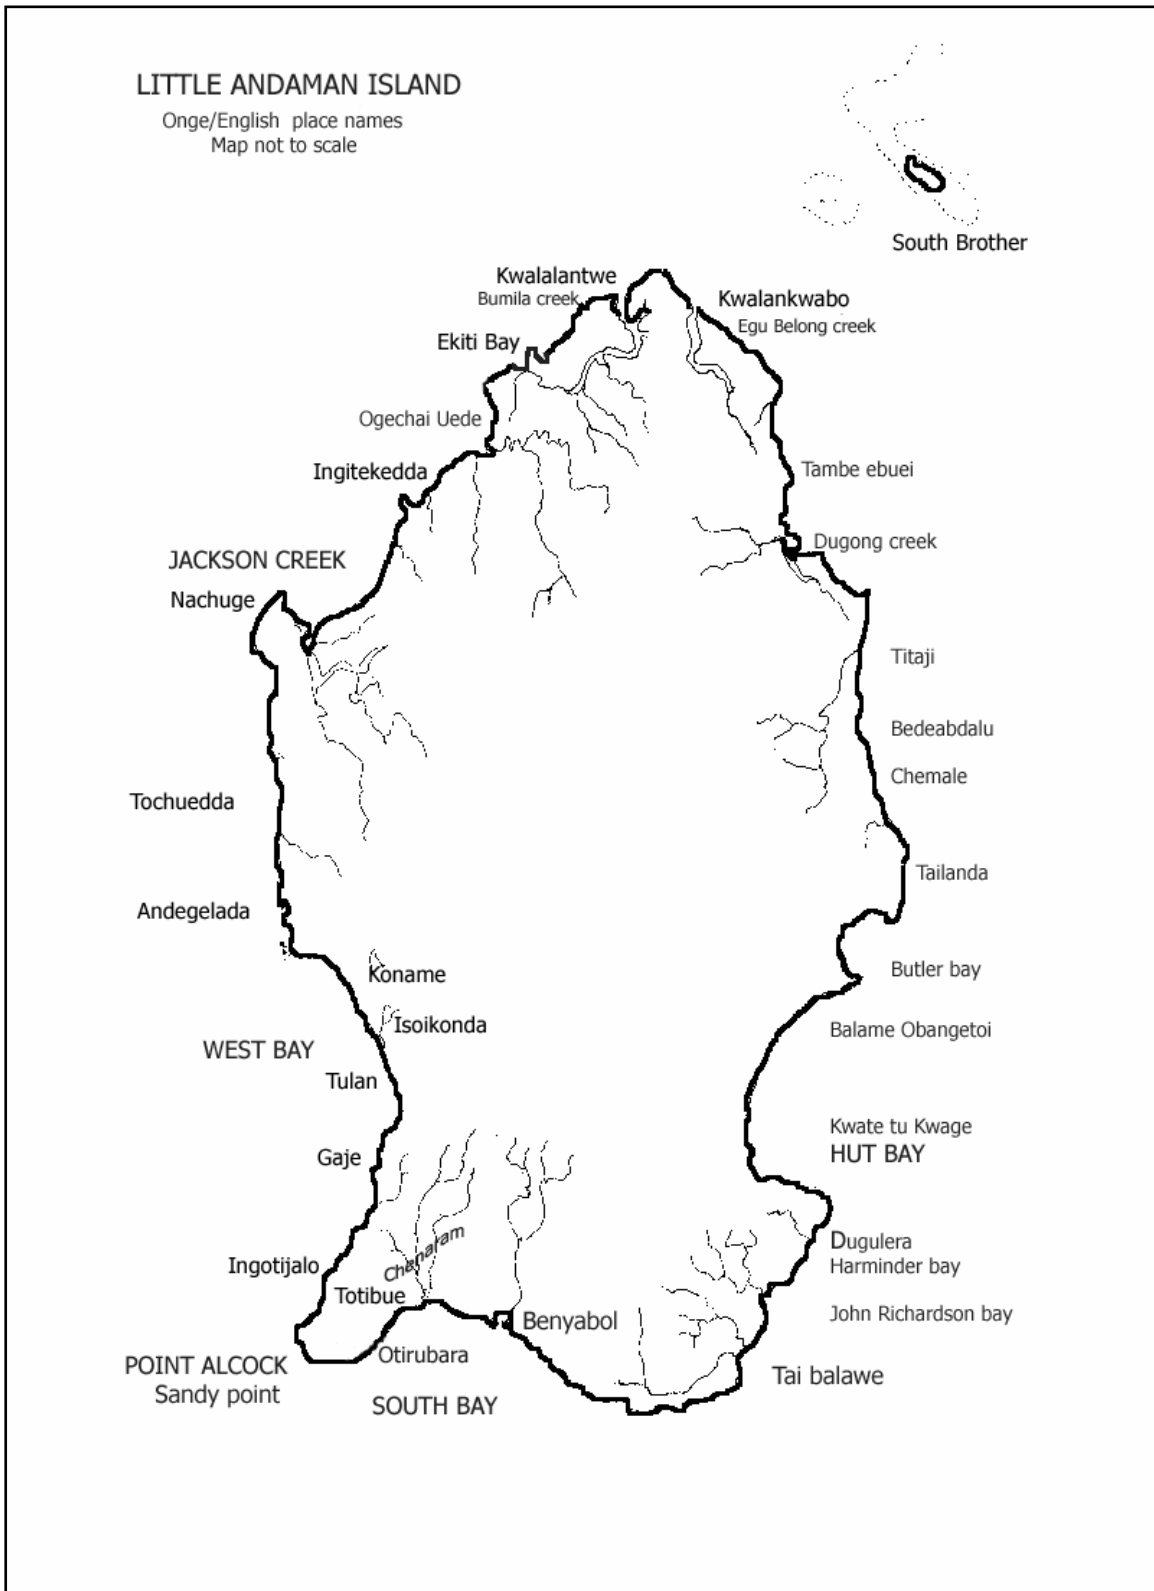 LITTLE ANDAMAN ISLAND
Onge/English place names
Map not to scale
South Brother
Kwalalantwe
Bumila creek
Kwalankwabo
Egu Belong creek
Ekiti Bay
Ogechai Uede
Ingitekedda
Tambe ebuei
Dugong creek
JACKSON CREEK
Nachuge
Titaji
Bedeabdalu
Chemale
Tochuedda
Tailanda
Andegelada
Koname
Butler bay
Isoikonda
Balame Obangetoi
WEST BAY
Tulan
Kwate tu Kwage
HUT BAY
Gaje
Chenaram
Dugulera
Harminder bay
Ingotijalo
Totibue
John Richardson bay
Benyabol
Otirubara
POINT ALCOCK
Sandy point
Tai balawe
SOUTH BAY